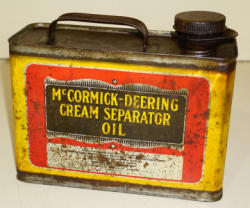 McCORMICK-DEERING
CREAM SEPARATOR
OIL